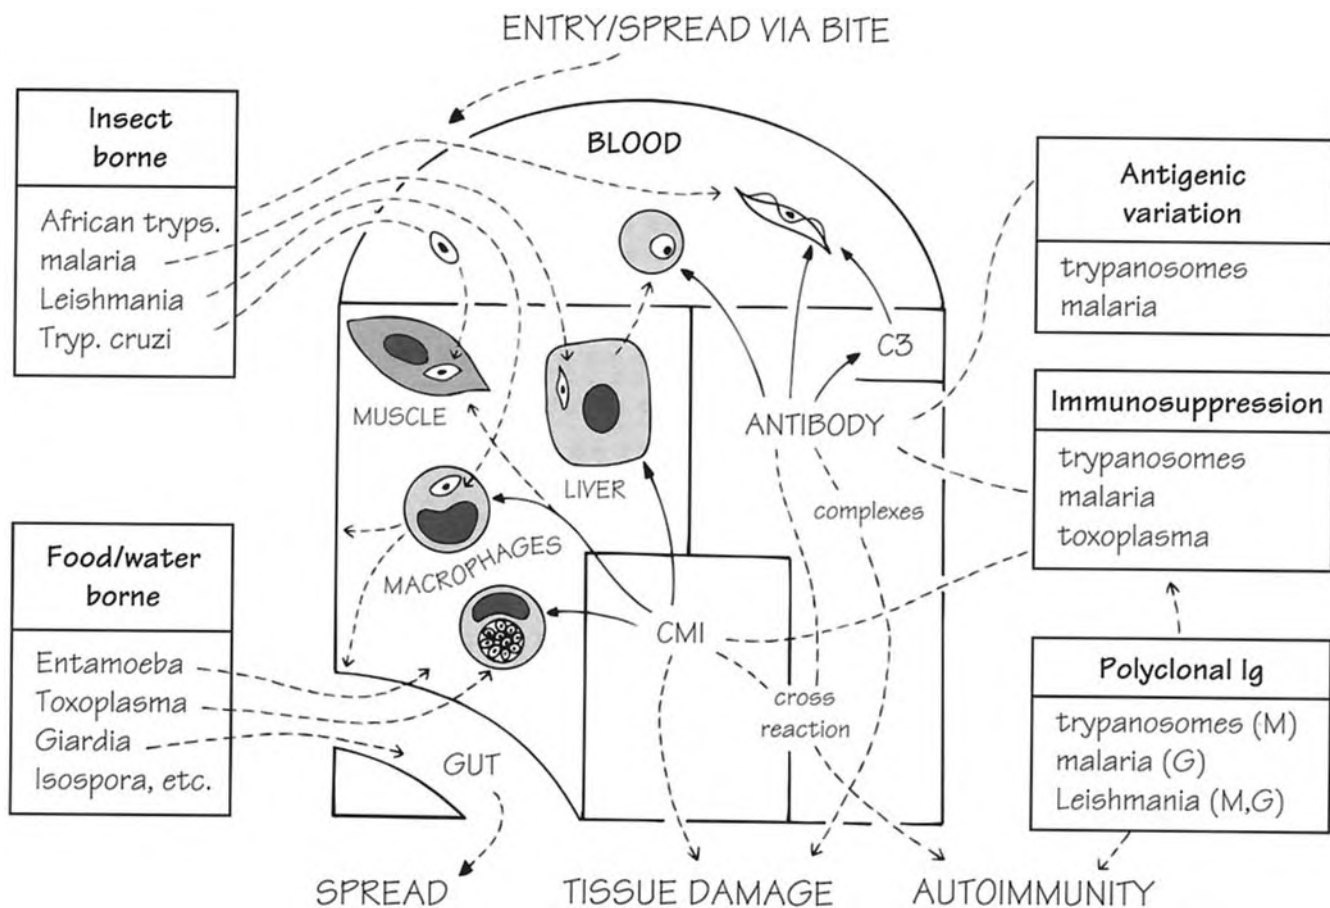 ENTRY/SPREAD VIA BITE
Insect
borne
African tryps.
malaria
Leishmania
Tryp. cruzi
BLOOD
Antigenic
variation
trypanosomes
malaria
C3
MUSCLE
LIVER
ANTIBODY
Immunosuppression
trypanosomes
malaria
toxoplasma
complexes
MACROPHAGES
Food/water
borne
Entamoeba
Toxoplasma
Giardia
Isospora, etc.
CMI
cross
reaction
GUT
Polyclonal Ig
trypanosomes (M)
malaria (G)
Leishmania (M,G)
SPREAD
TISSUE DAMAGE
AUTOIMMUNITY